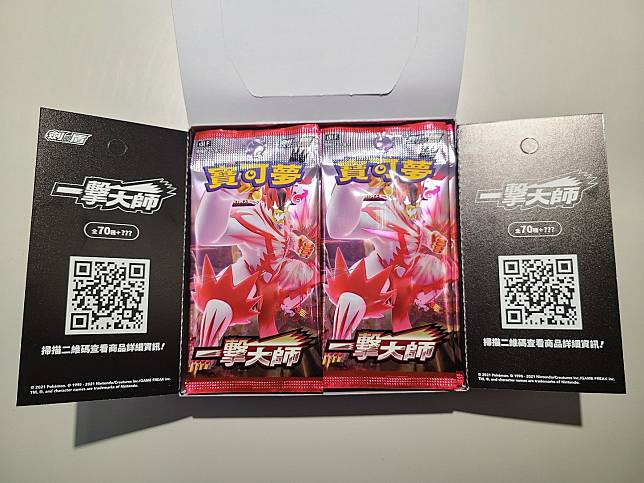 劍&盾
一擊大師
全70種+???
掃描二維碼查看商品詳細資訊!
© 2021 Pokémon. © 1995 - 2021 Nintendo/Creatures Inc./GAME FREAK inc.
TM, ®, and character names are trademarks of Nintendo.
寶可夢
一擊大師
寶可夢
一擊大師
一擊大師
全70種+???
掃描二維碼查看商品詳細資訊!
© 2021 Pokémon. © 1995 - 2021 Nintendo/Creatures Inc./GAME FREAK inc.
TM, ®, and character names are trademarks of Nintendo.